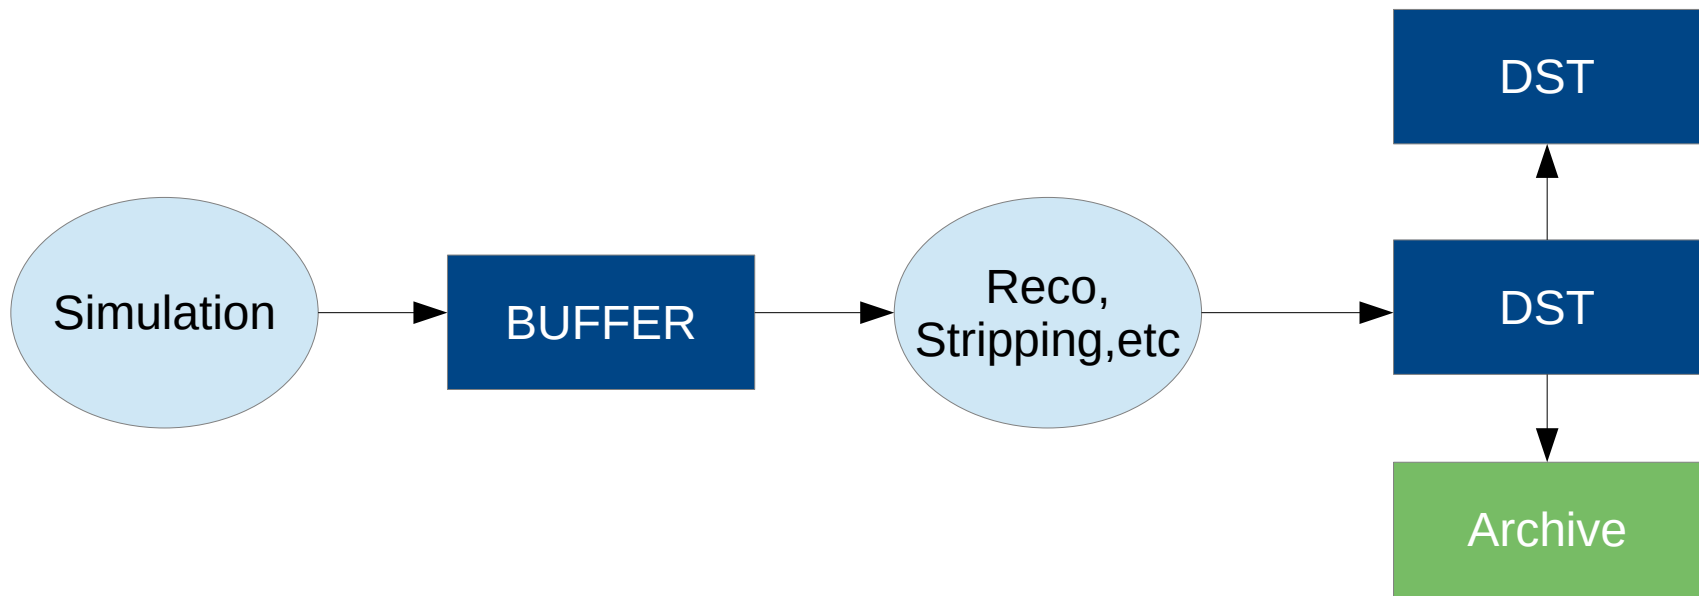 DST
Simulation
BUFFER
Reco,
Stripping,etc
DST
Archive